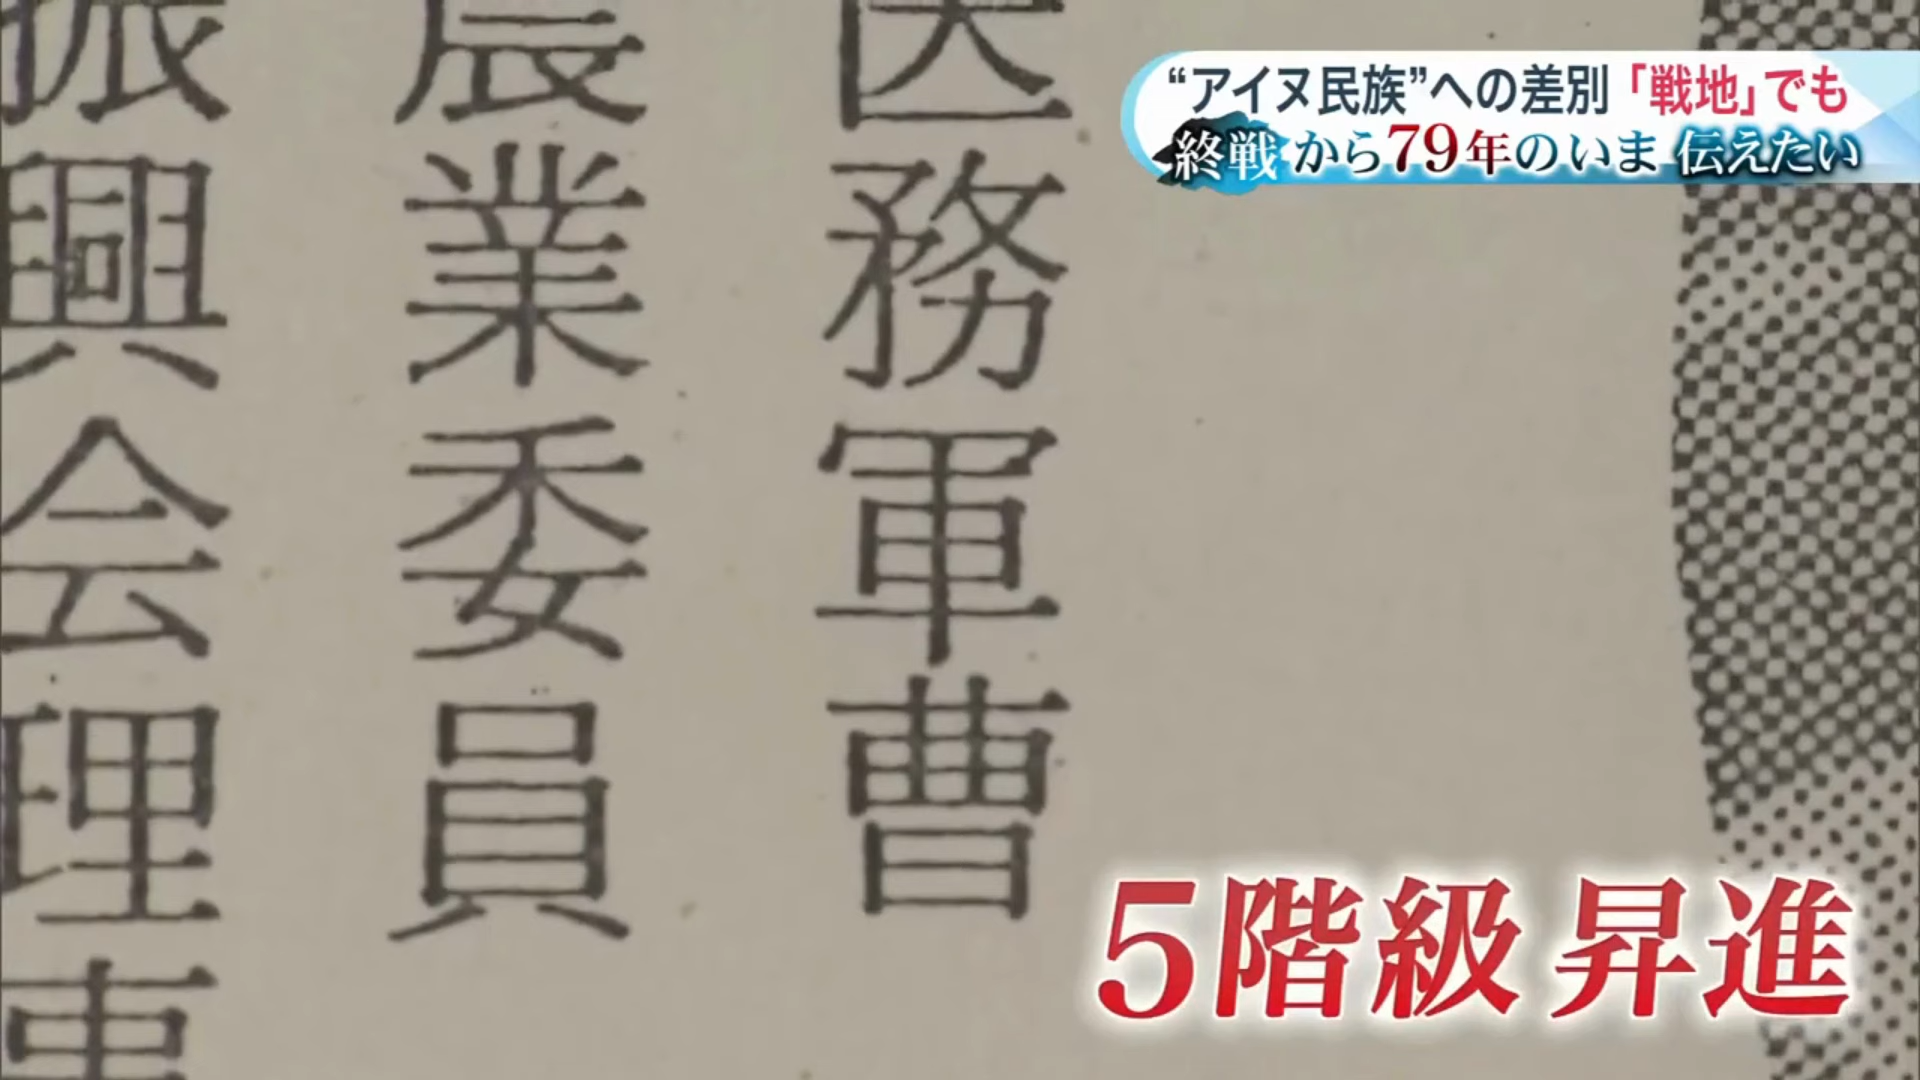 “アイヌ民族”への差別「戦地」でも
終戦から79年のいま 伝えたい
医務軍曹
農業委員
振興会理事
5階級 昇進